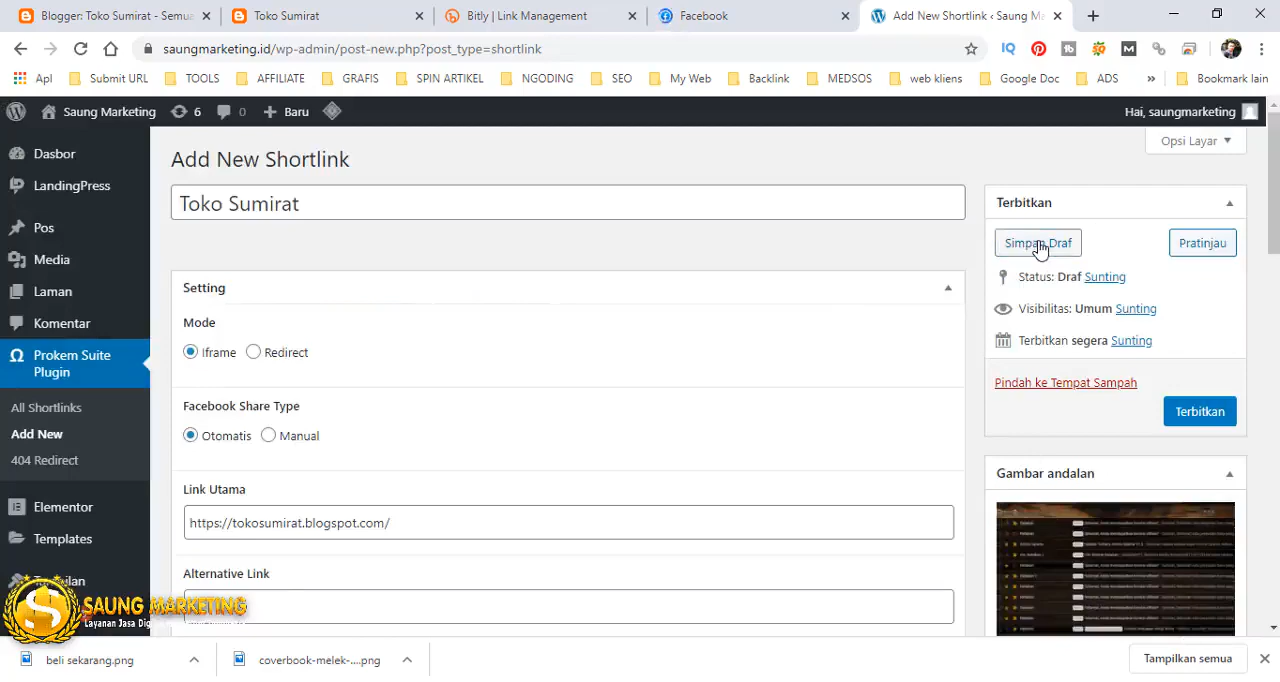 Blogger: Toko Sumirat - Semua
Toko Sumirat
Bitly | Link Management
Facebook
Add New Shortlink ‹ Saung M
saungmarketing.id/wp-admin/post-new.php?post_type=shortlink
Apl
Submit URL
TOOLS
AFFILIATE
GRAFIS
SPIN ARTIKEL
NGODING
SEO
My Web
Backlink
MEDSOS
web kliens
Google Doc
ADS
»
Bookmark lain
Saung Marketing
6
0
Baru
Hai, saungmarketing
Opsi Layar
Dasbor
LandingPress
Pos
Media
Laman
Komentar
Prokem Suite
Plugin
All Shortlinks
Add New
404 Redirect
Elementor
Templates
SAUNG MARKETING
Add New Shortlink
Toko Sumirat
Setting
Mode
Iframe
Redirect
Facebook Share Type
Otomatis
Manual
Link Utama
https://tokosumirat.blogspot.com/
Alternative Link
Terbitkan
Simpan Draf
Pratinjau
Status: Draf Sunting
Visibilitas: Umum Sunting
Terbitkan segera Sunting
Pindah ke Tempat Sampah
Terbitkan
Gambar andalan
beli sekarang.png
coverbook-melek-....png
Tampilkan semua